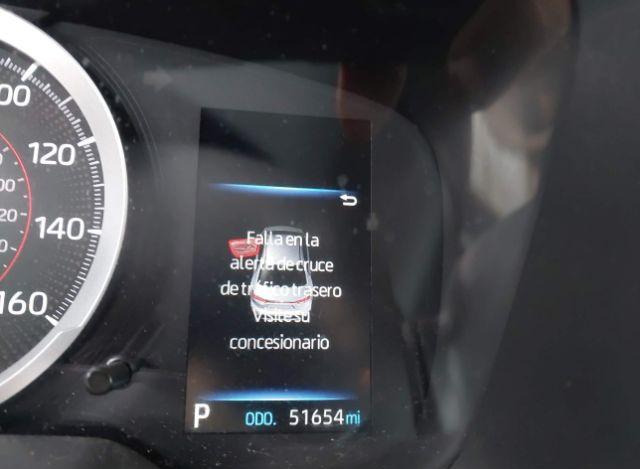 120
140
160
Falla en la
alerta de cruce
de tráfico trasero
Visite su
concesionario
P ODO. 51654 mi